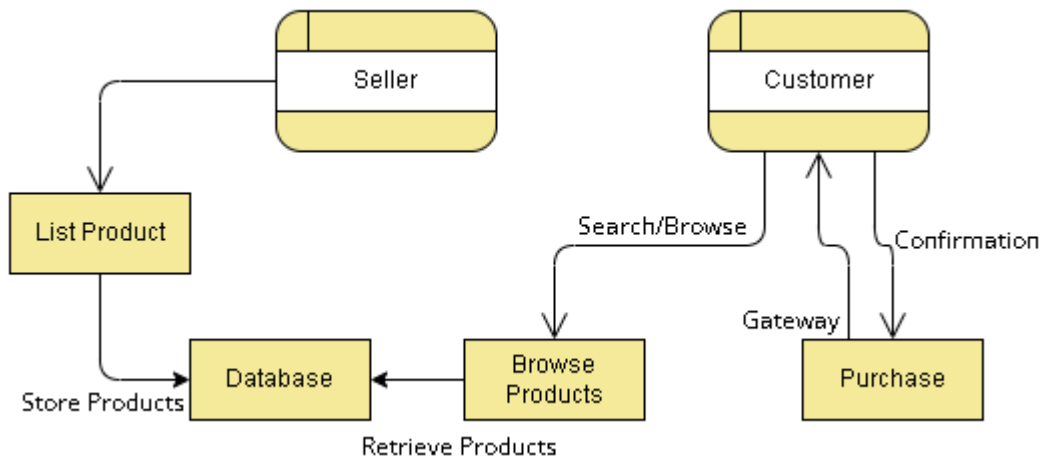 Seller
Customer
List Product
Search/Browse
Confirmation
Gateway
Database
Browse
Products
Purchase
Store Products
Retrieve Products